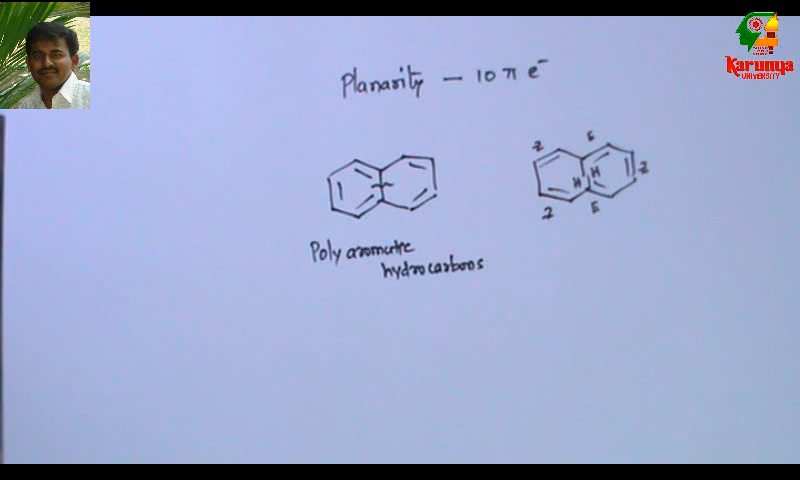 Planarity — 10 π e⁻
Z E
Z
H H
Z E
Poly aromatic
hydrocarbons
Karunya
UNIVERSITY